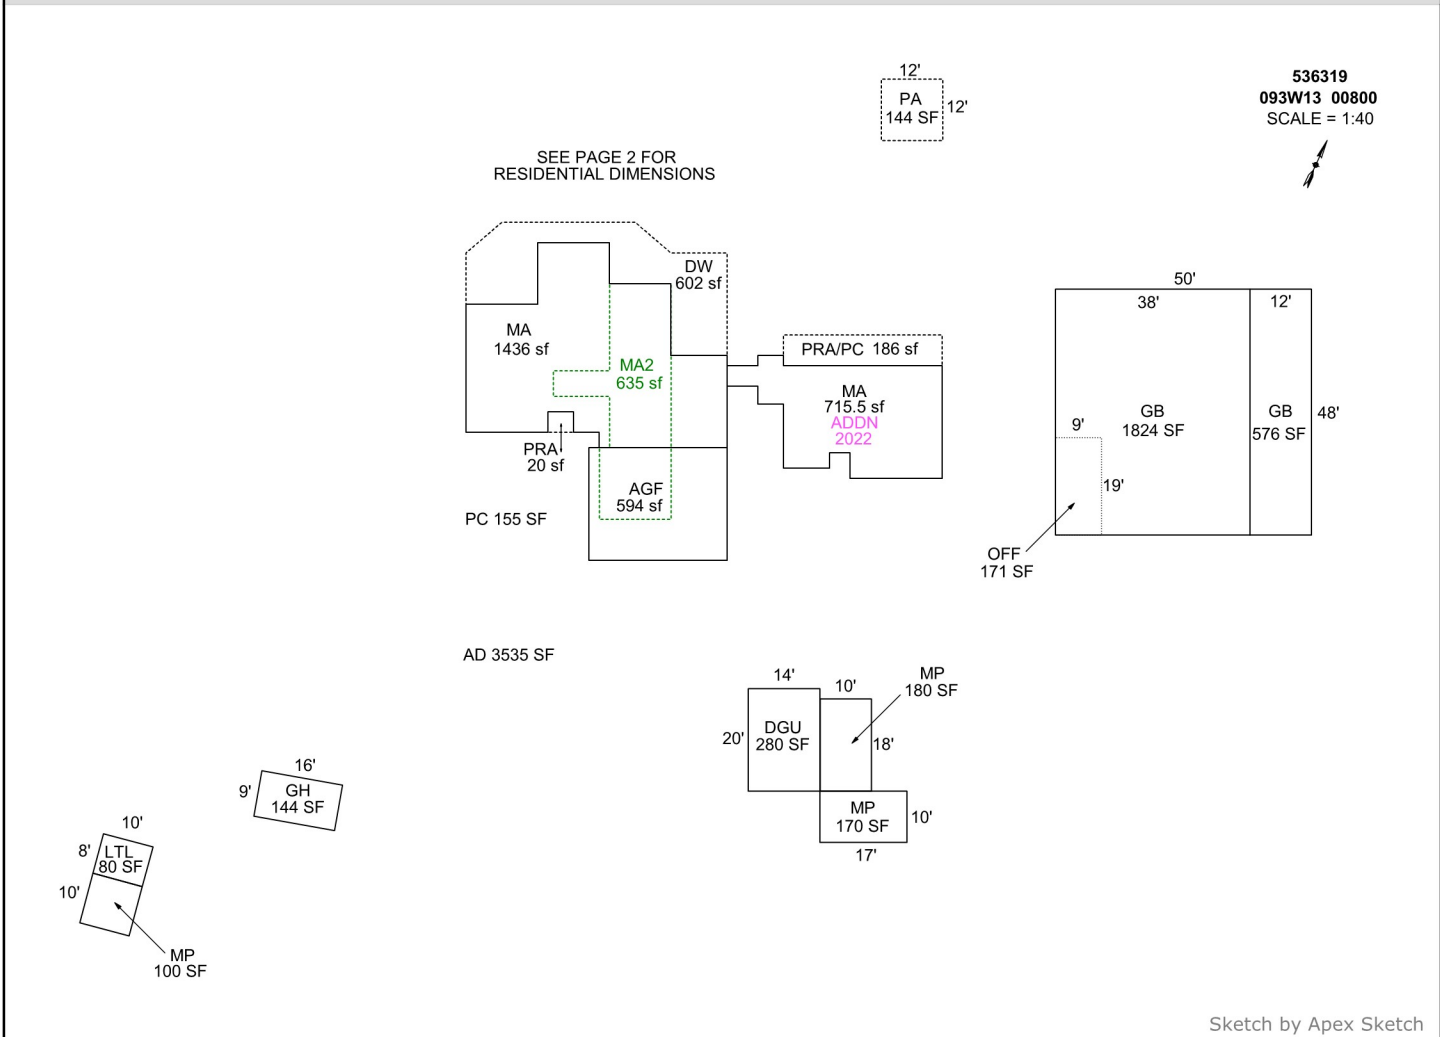 12'
PA
144 SF
12'
536319
093W13 00800
SCALE = 1:40
SEE PAGE 2 FOR
RESIDENTIAL DIMENSIONS
DW
602 sf
MA
1436 sf
MA2
635 sf
PRA/PC 186 sf
MA
715.5 sf
ADDN
2022
PRA
20 sf
AGF
594 sf
PC 155 SF
50'
38'
12'
GB
1824 SF
GB
576 SF
48'
9'
19'
OFF
171 SF
AD 3535 SF
14'
10'
MP
180 SF
20'
DGU
280 SF
18'
MP
170 SF
10'
17'
16'
9'
GH
144 SF
10'
8'
LTL
80 SF
10'
MP
100 SF
Sketch by Apex Sketch